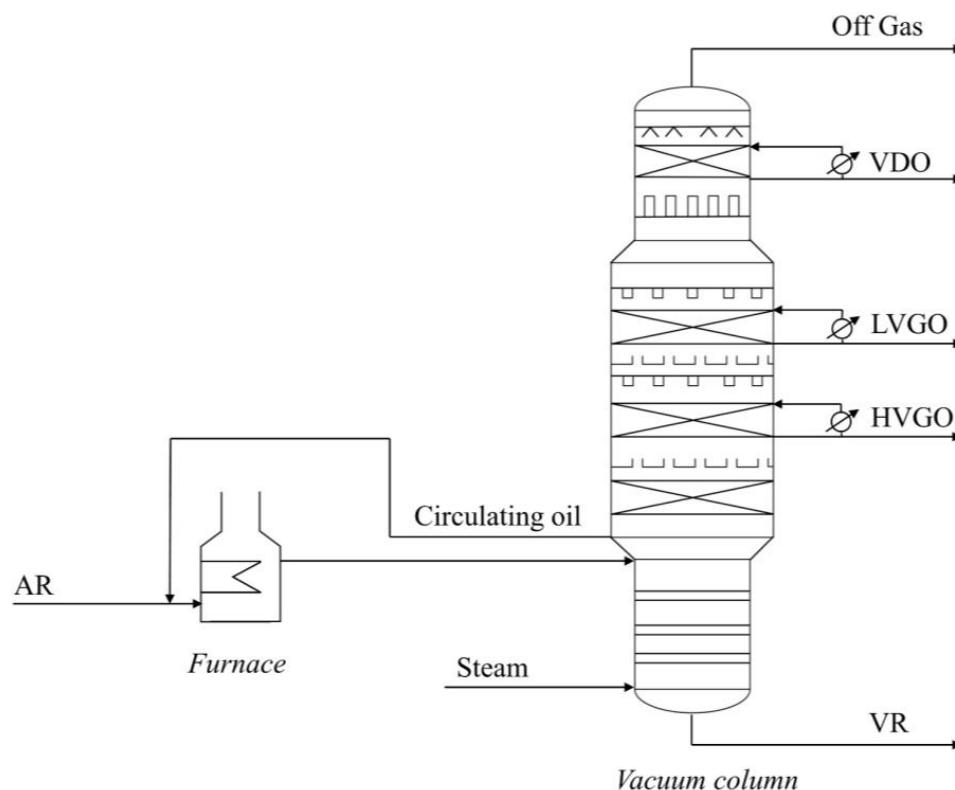 Off Gas
VDO
LVGO
HVGO
Circulating oil
AR
Furnace
Steam
VR
Vacuum column